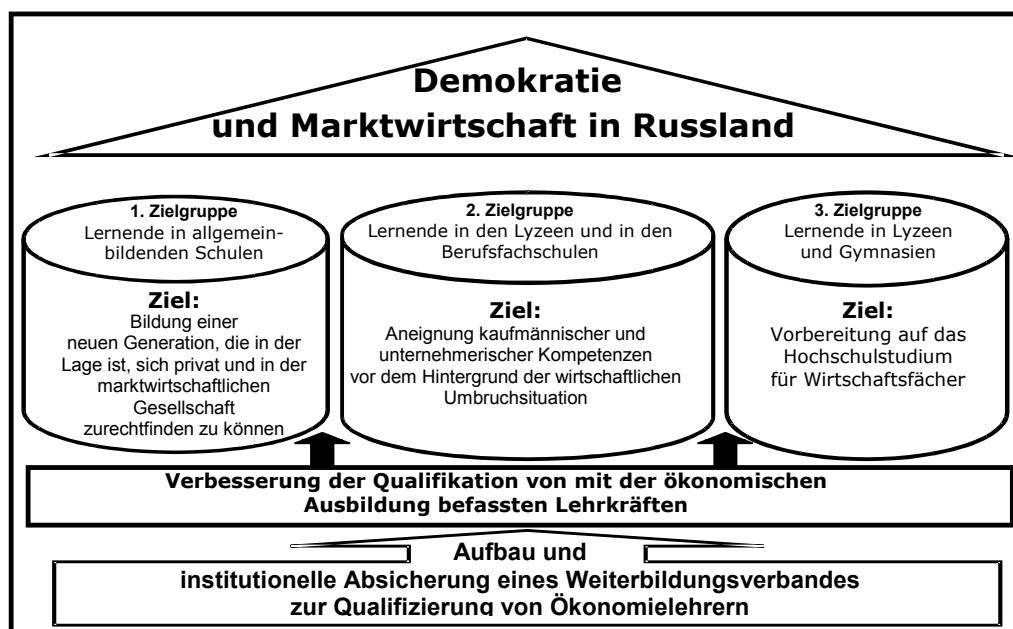 Demokratie
und Marktwirtschaft in Russland
1. Zielgruppe
Lernende in allgemein-
bildenden Schulen
Ziel:
Bildung einer
neuen Generation, die in der
Lage ist, sich privat und in der
marktwirtschaftlichen
Gesellschaft
zurechtfinden zu können
2. Zielgruppe
Lernende in den Lyzeen und in den
Berufsfachschulen
Ziel:
Aneignung kaufmännischer und
unternehmerischer Kompetenzen
vor dem Hintergrund der wirtschaftlichen
Umbruchsituation
3. Zielgruppe
Lernende in Lyzeen
und Gymnasien
Ziel:
Vorbereitung auf das
Hochschulstudium
für Wirtschaftsfächer
Verbesserung der Qualifikation von mit der ökonomischen
Ausbildung befassten Lehrkräften
Aufbau und
institutionelle Absicherung eines Weiterbildungsverbandes
zur Qualifizierung von Ökonomielehrern